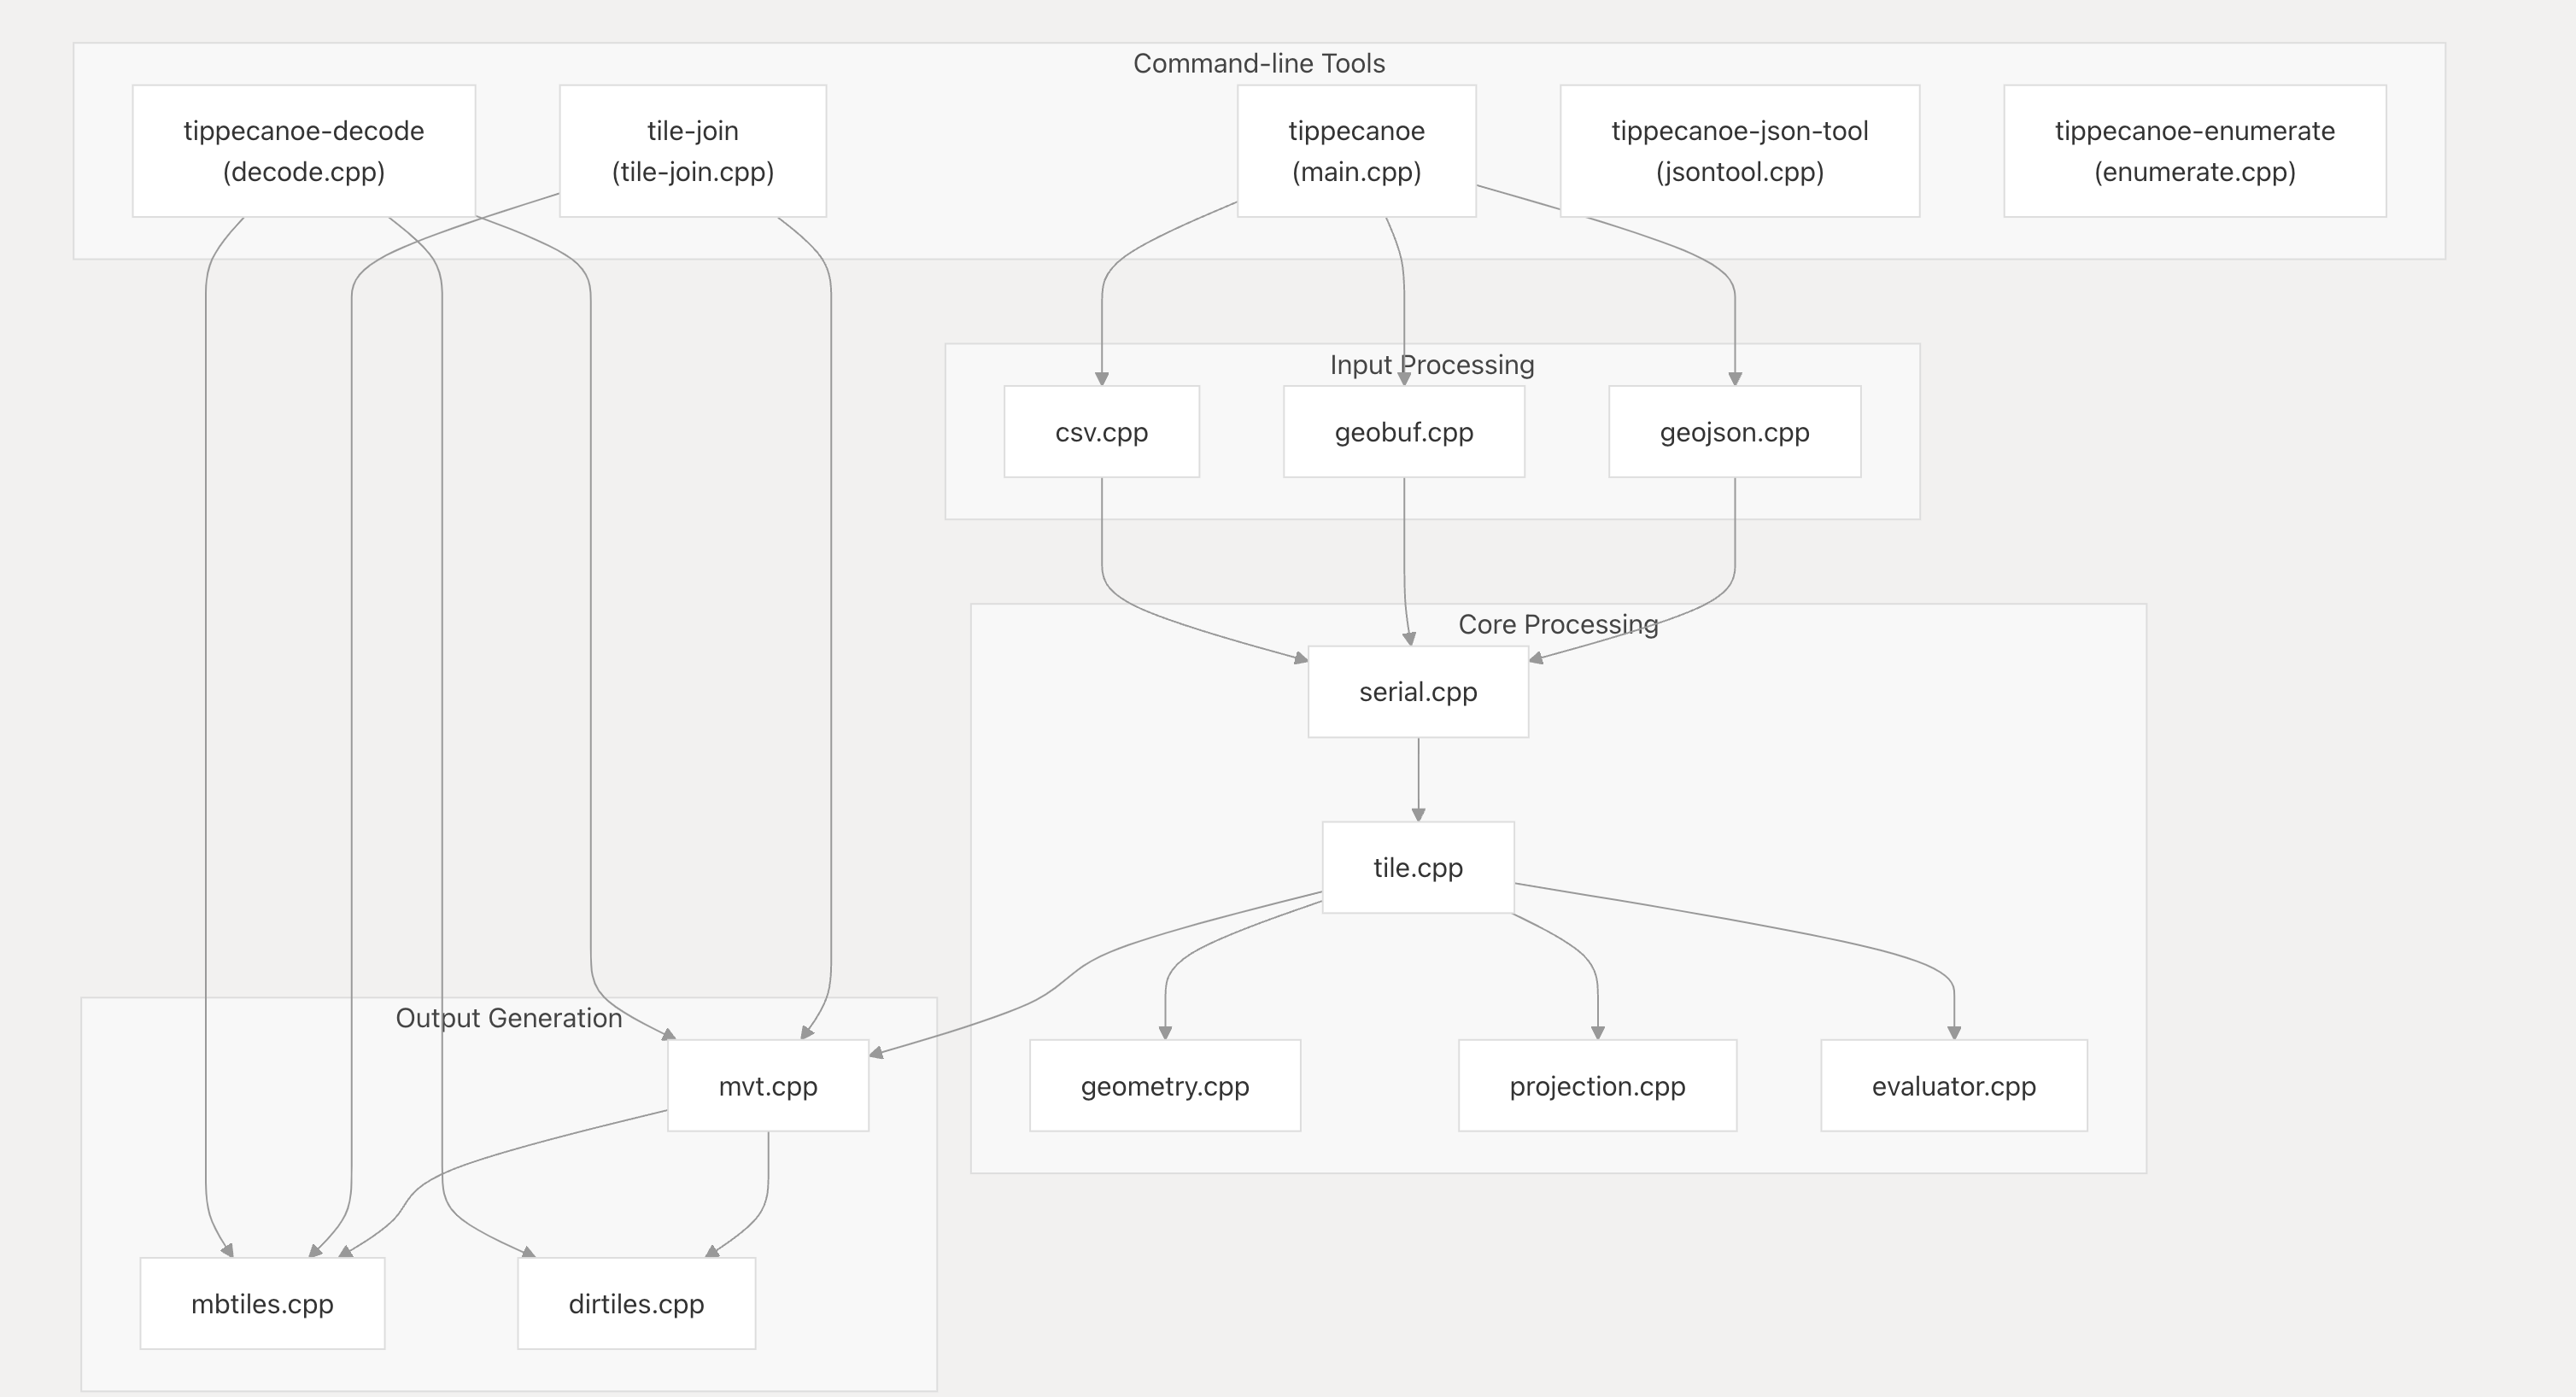 Command-line Tools
tippecanoe-decode
(decode.cpp)
tile-join
(tile-join.cpp)
tippecanoe
(main.cpp)
tippecanoe-json-tool
(jsontool.cpp)
tippecanoe-enumerate
(enumerate.cpp)
Input Processing
csv.cpp
geobuf.cpp
geojson.cpp
Core Processing
serial.cpp
tile.cpp
geometry.cpp
projection.cpp
evaluator.cpp
Output Generation
mvt.cpp
mbtiles.cpp
dirtiles.cpp